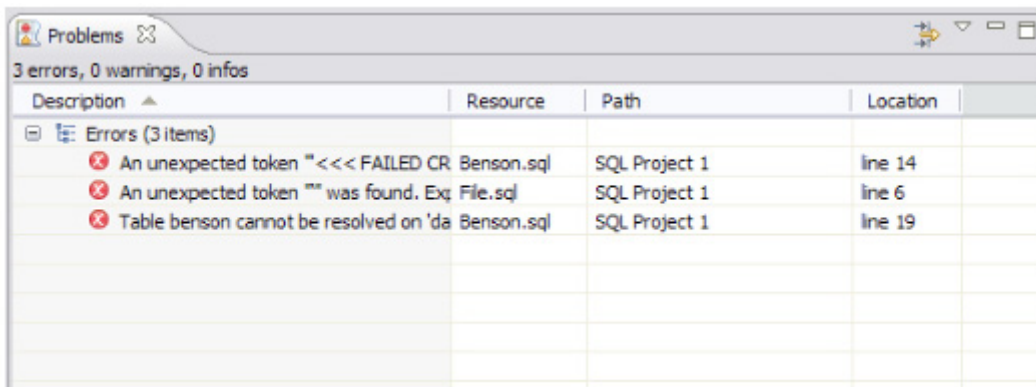 Problems
3 errors, 0 warnings, 0 infos
Description Resource Path Location
Errors (3 items)
An unexpected token "<<< FAILED CR Benson.sql SQL Project 1 line 14
An unexpected token """ was found. Exp File.sql SQL Project 1 line 6
Table benson cannot be resolved on 'da Benson.sql SQL Project 1 line 19